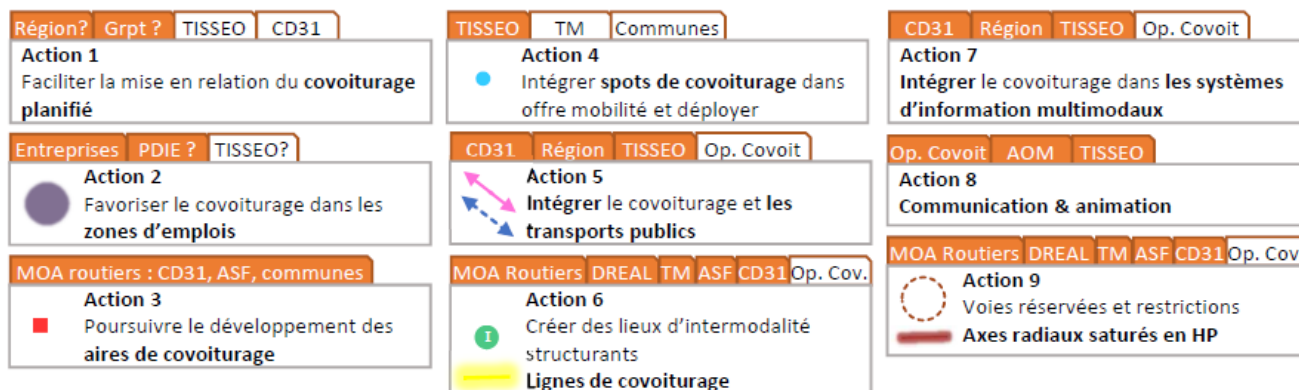 Région? Grpt ? TISSEO CD31
Action 1
Faciliter la mise en relation du covoiturage
planifié
Entreprises PDIE ? TISSEO?
Action 2
Favoriser le covoiturage dans les
zones d'emplois
MOA routiers : CD31, ASF, communes
Action 3
Poursuivre le développement des
aires de covoiturage
TISSEO TM Communes
Action 4
Intégrer spots de covoiturage dans
offre mobilité et déployer
CD31 Région TISSEO Op. Covoit
Action 5
Intégrer le covoiturage et les
transports publics
MOA Routiers DREAL TM ASF CD31 Op. Cov.
Action 6
Créer des lieux d'intermodalité
structurants
I
Lignes de covoiturage
CD31 Région TISSEO Op. Covoit
Action 7
Intégrer le covoiturage dans les systèmes
d'information multimodaux
Op. Covoit AOM TISSEO
Action 8
Communication & animation
MOA Routiers DREAL TM ASF CD31 Op. Cov
Action 9
Voies réservées et restrictions
Axes radiaux saturés en HP